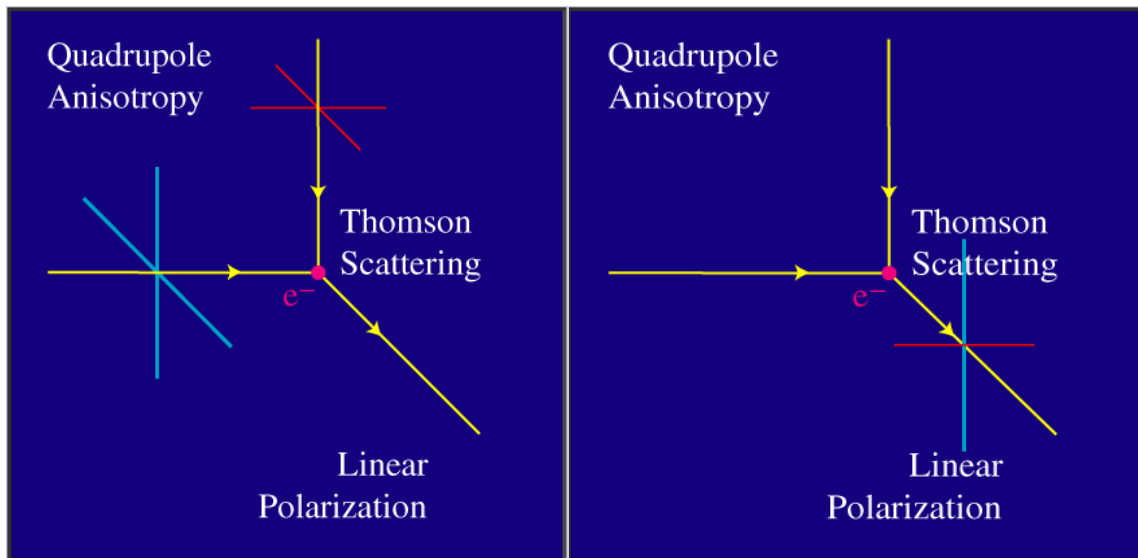 Quadrupole
Anisotropy
Thomson
Scattering
e⁻
Linear
Polarization
Quadrupole
Anisotropy
Thomson
Scattering
e⁻
Linear
Polarization